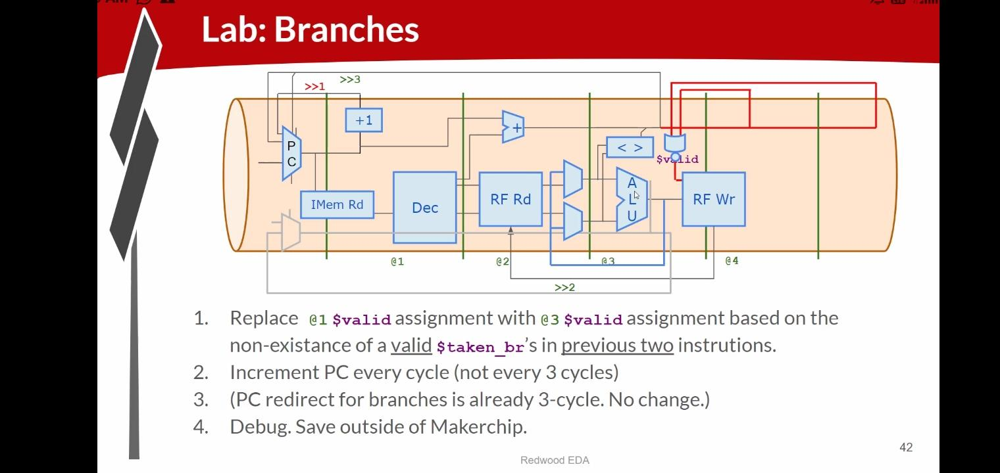 Lab: Branches
>>3
>>1
+1
+
P
C
< >
$valid
A
L
U
IMem Rd
Dec
RF Rd
RF Wr
@1
@2
@3
@4
>>2
1. Replace @1 $valid assignment with @3 $valid assignment based on the
non-existance of a valid $taken_br's in previous two instrutions.
2. Increment PC every cycle (not every 3 cycles)
3. (PC redirect for branches is already 3-cycle. No change.)
4. Debug. Save outside of Makerchip.
42
Redwood EDA